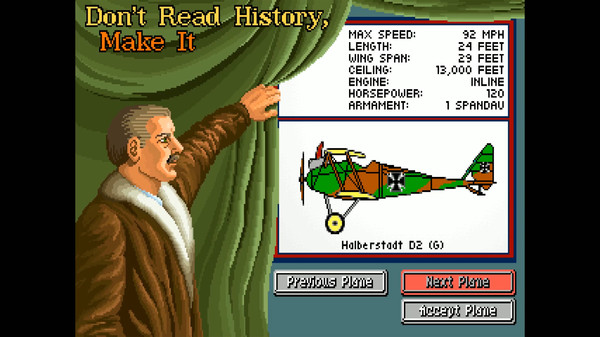 Don't Read History,
Make It
MAX SPEED: 92 MPH
LENGTH: 24 FEET
WING SPAN: 29 FEET
CEILING: 13,000 FEET
ENGINE: INLINE
HORSEPOWER: 120
ARMAMENT: 1 SPANDAU
Halberstadt D2 (G)
Previous Plane
Next Plane
Accept Plane